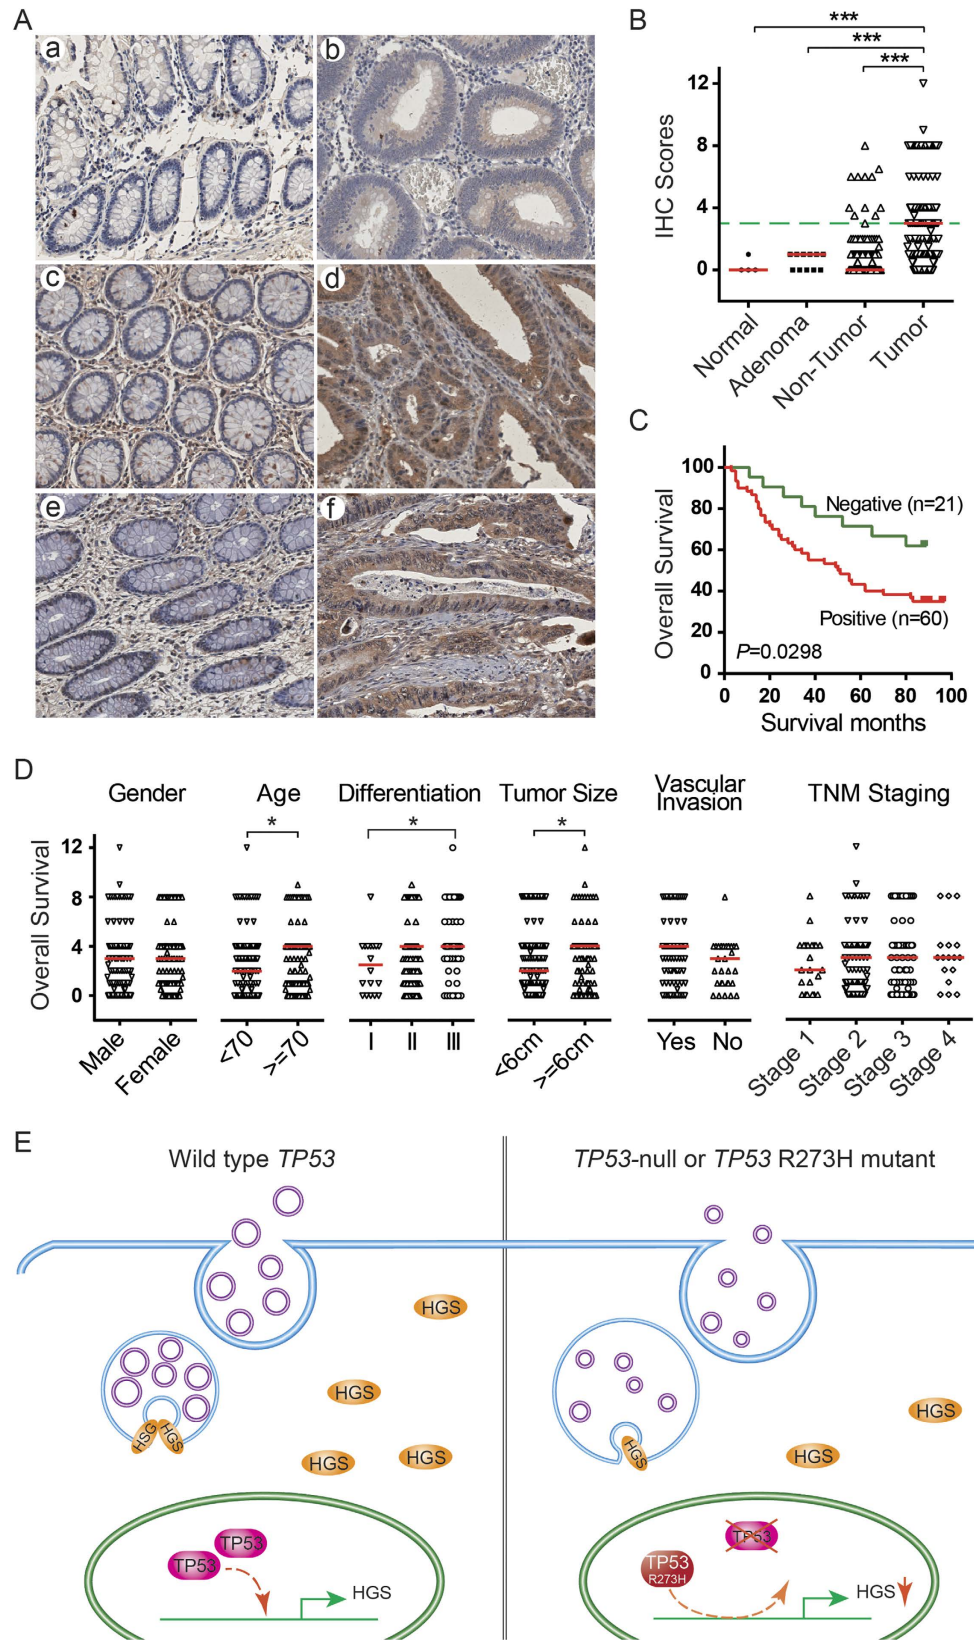 A
a
b
c
d
e
f
B
***
***
***
IHC Scores
12
8
4
0
Normal
Adenoma
Non-Tumor
Tumor
C
Overall Survival
100
80
60
40
20
0
Negative (n=21)
Positive (n=60)
P=0.0298
0 20 40 60 80 100
Survival months
D
Gender
Age
Differentiation
Tumor Size
Vascular
Invasion
TNM Staging
*
*
*
Overall Survival
12
8
4
0
Male
Female
<70
>=70
I
II
III
<6cm
>=6cm
Yes
No
Stage 1
Stage 2
Stage 3
Stage 4
E
Wild type TP53
TP53-null or TP53 R273H mutant
HGS
HGS
HSG
HGS
HGS
HGS
TP53
TP53
HGS
HGS
HGS
HGS
TP53
TP53
R273H
HGS